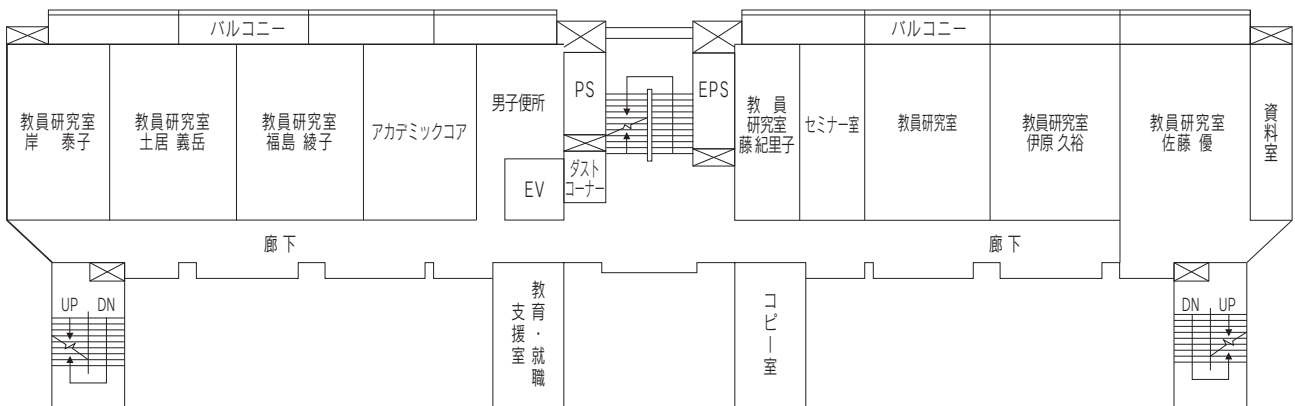 バルコニー
バルコニー
教員研究室
岸 泰子
教員研究室
土居 義岳
教員研究室
福島 綾子
アカデミックコア
男子便所
EV
PS
ダスト
コーナー
EPS
教 員
研究室
藤 紀里子
セミナー室
教員研究室
教員研究室
伊原 久裕
教員研究室
佐藤 優
資料室
廊 下
廊 下
UP DN
教育・就職
支援室
コピー室
DN UP